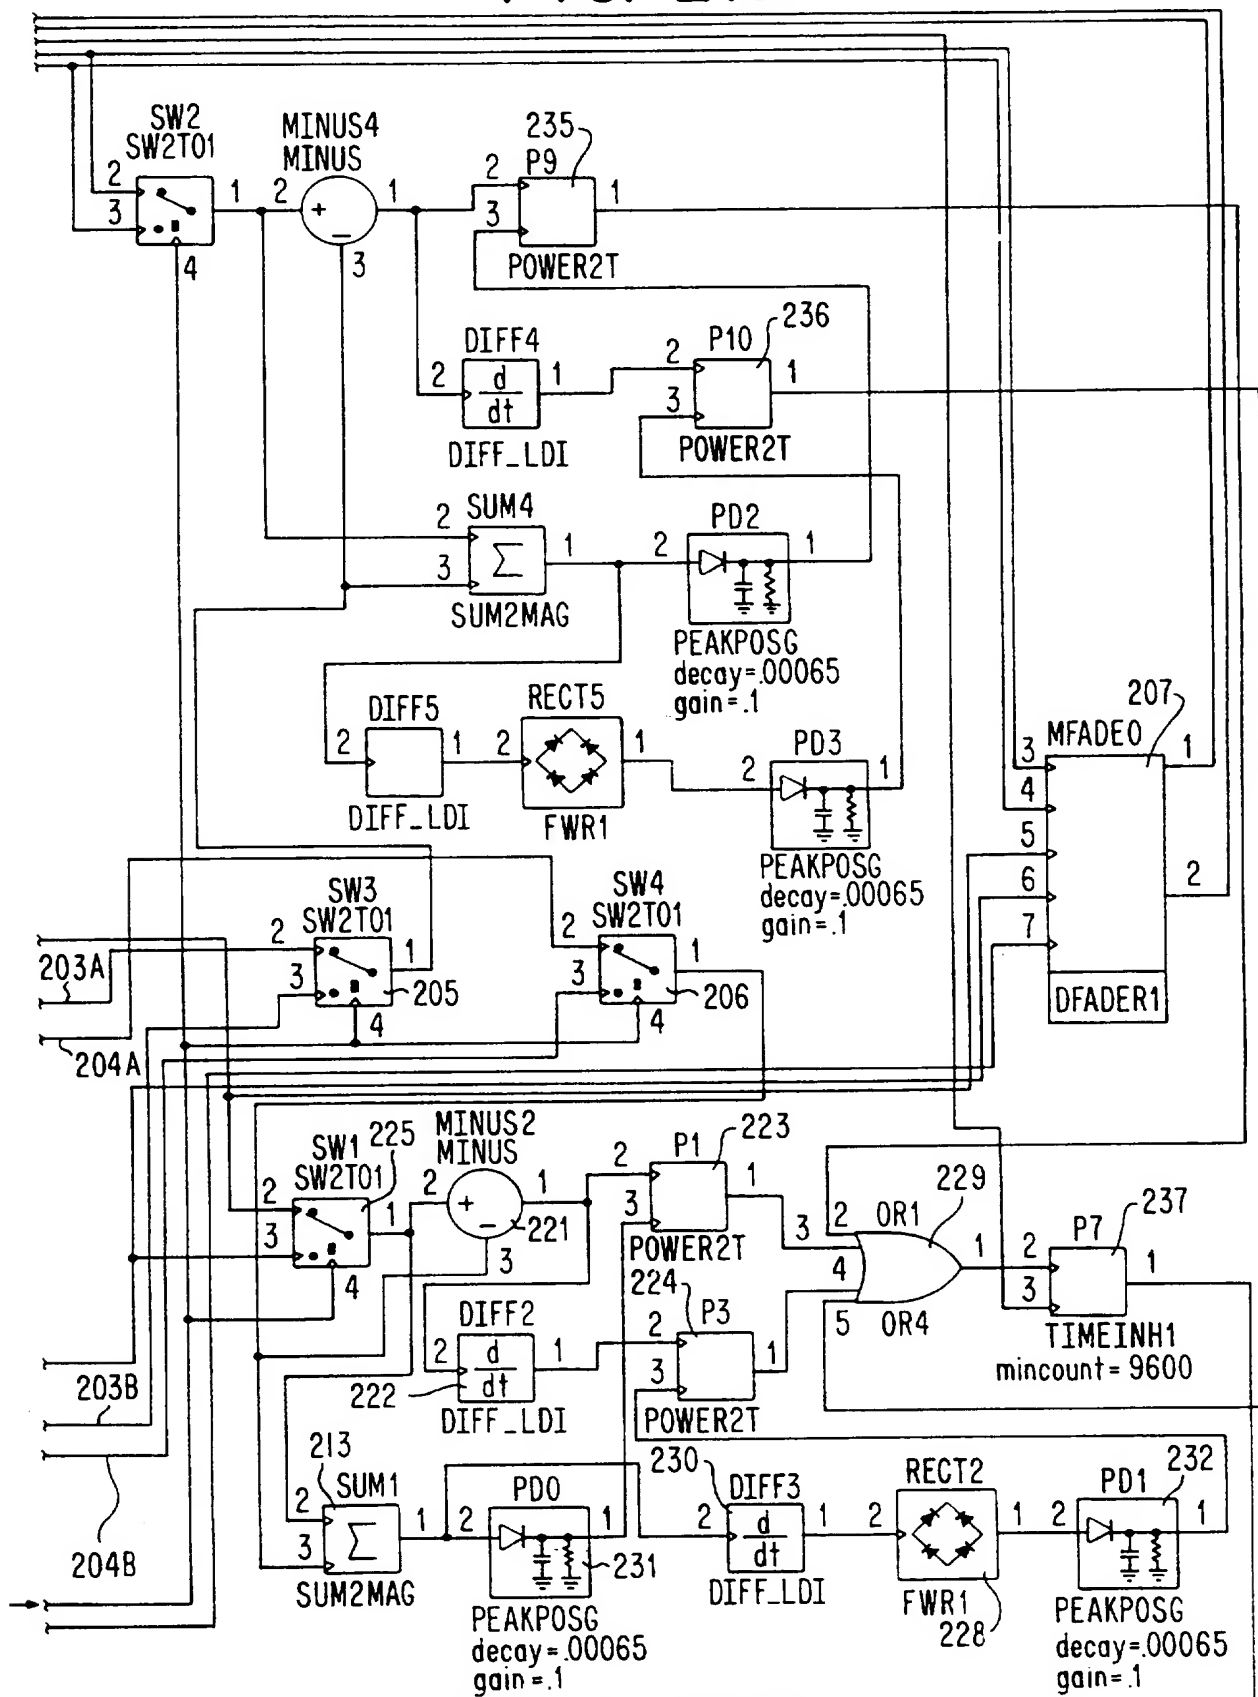 SW2
SW2TO1
2
3
1
4
MINUS4
MINUS
2
+
−
1
3
235
P9
2
3
1
POWER2T
DIFF4
2
d
dt
1
DIFF_LDI
P10
236
2
3
1
POWER2T
SUM4
2
3
Σ
1
SUM2MAG
PD2
2
1
PEAKPOSG
decay=.00065
gain=.1
DIFF5
2
1
DIFF_LDI
RECT5
2
1
FWR1
PD3
2
1
PEAKPOSG
decay=.00065
gain=.1
207
MFADE0
3
4
5
6
7
1
2
DFADER1
203A
204A
SW3
SW2TO1
2
3
1
4
205
SW4
SW2TO1
2
3
1
4
206
SW1
SW2TO1
225
2
3
1
4
MINUS2
MINUS
2
+
−
1
3
221
P1
223
2
3
1
POWER2T
224
P3
2
3
1
POWER2T
DIFF2
2
d
dt
1
222
DIFF_LDI
2
3
4
5
OR1
229
1
OR4
P7
237
2
3
1
TIMEINH1
mincount=9600
203B
204B
213
SUM1
2
3
Σ
1
SUM2MAG
PD0
2
1
231
PEAKPOSG
decay=.00065
gain=.1
230
DIFF3
2
d
dt
1
DIFF_LDI
RECT2
2
1
FWR1
228
PD1
232
2
1
PEAKPOSG
decay=.00065
gain=.1